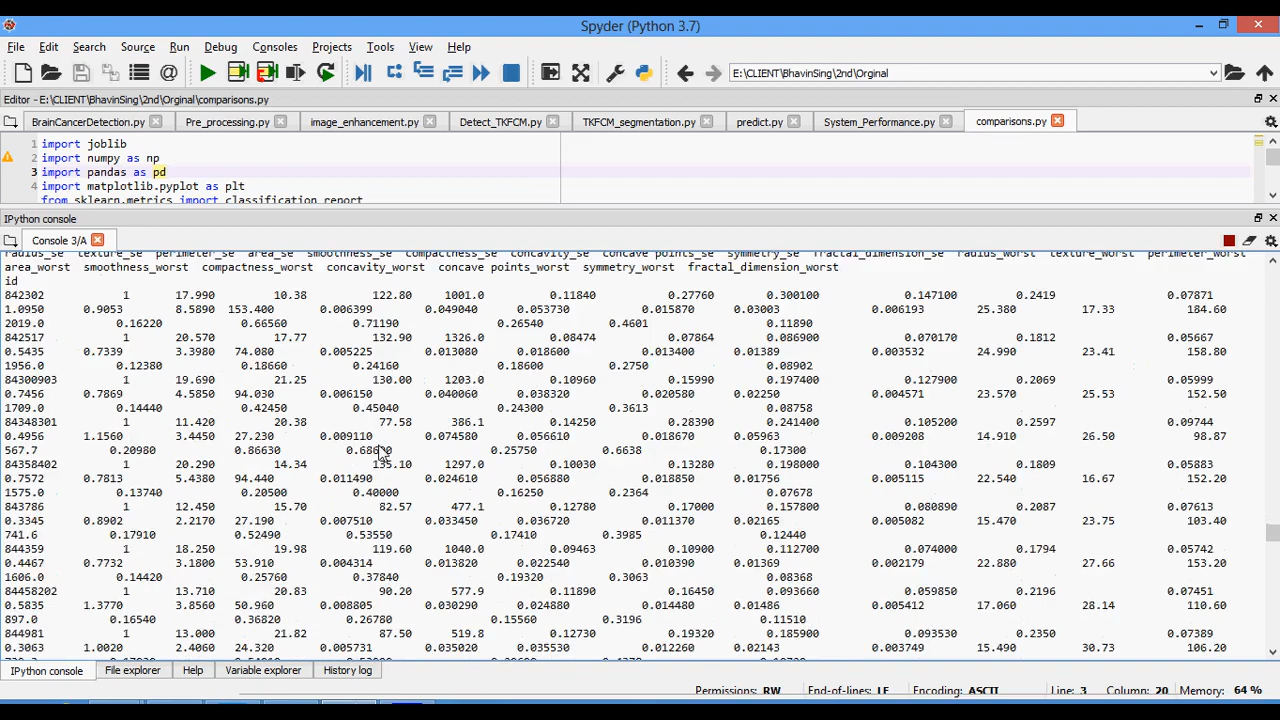 Spyder (Python 3.7)
File Edit Search Source Run Debug Consoles Projects Tools View Help
E:\CLIENT\BhavinSing\2nd\Orginal
Editor - E:\CLIENT\BhavinSing\2nd\Orginal\comparisons.py
BrainCancerDetection.py Pre_processing.py image_enhancement.py Detect_TKFCM.py TKFCM_segmentation.py predict.py System_Performance.py comparisons.py
1 import joblib
2 import numpy as np
3 import pandas as pd
4 import matplotlib.pyplot as plt
from sklearn.metrics import classification_report
IPython console
Console 3/A
radius_se texture_se perimeter_se area_se smoothness_se compactness_se concavity_se concave points_se symmetry_se fractal_dimension_se radius_worst texture_worst perimeter_worst
area_worst smoothness_worst compactness_worst concavity_worst concave points_worst symmetry_worst fractal_dimension_worst
id
842302 1 17.990 10.38 122.80 1001.0 0.11840 0.27760 0.300100 0.147100 0.2419 0.07871
1.0950 0.9053 8.5890 153.400 0.006399 0.049040 0.053730 0.015870 0.03003 0.006193 25.380 17.33 184.60
2019.0 0.16220 0.66560 0.71190 0.26540 0.4601 0.11890
842517 1 20.570 17.77 132.90 1326.0 0.08474 0.07864 0.086900 0.070170 0.1812 0.05667
0.5435 0.7339 3.3980 74.080 0.005225 0.013080 0.018600 0.013400 0.01389 0.003532 24.990 23.41 158.80
1956.0 0.12380 0.18660 0.24160 0.18600 0.2750 0.08902
84300903 1 19.690 21.25 130.00 1203.0 0.10960 0.15990 0.197400 0.127900 0.2069 0.05999
0.7456 0.7869 4.5850 94.030 0.006150 0.040060 0.038320 0.020580 0.02250 0.004571 23.570 25.53 152.50
1709.0 0.14440 0.42450 0.45040 0.24300 0.3613 0.08758
84348301 1 11.420 20.38 77.58 386.1 0.14250 0.28390 0.241400 0.105200 0.2597 0.09744
0.4956 1.1560 3.4450 27.230 0.009110 0.074580 0.056610 0.018670 0.05963 0.009208 14.910 26.50 98.87
567.7 0.20980 0.86630 0.25750 0.6638 0.17300
84358402 1 20.290 14.34 135.10 1297.0 0.10030 0.13280 0.198000 0.104300 0.1809 0.05883
0.7572 0.7813 5.4380 94.440 0.011490 0.024610 0.056880 0.018850 0.01756 0.005115 22.540 16.67 152.20
1575.0 0.13740 0.20500 0.40000 0.16250 0.2364 0.07678
843786 1 12.450 15.70 82.57 477.1 0.12780 0.17000 0.157800 0.080890 0.2087 0.07613
0.3345 0.8902 2.2170 27.190 0.007510 0.033450 0.036720 0.011370 0.02165 0.005082 15.470 23.75 103.40
741.6 0.17910 0.52490 0.53550 0.17410 0.3985 0.12440
844359 1 18.250 19.98 119.60 1040.0 0.09463 0.10900 0.112700 0.074000 0.1794 0.05742
0.4467 0.7732 3.1800 53.910 0.004314 0.013820 0.022540 0.010390 0.01369 0.002179 22.880 27.66 153.20
1606.0 0.14420 0.25760 0.37840 0.19320 0.3063 0.08368
84458202 1 13.710 20.83 90.20 577.9 0.11890 0.16450 0.093660 0.059850 0.2196 0.07451
0.5835 1.3770 3.8560 50.960 0.008805 0.030290 0.024880 0.014480 0.01486 0.005412 17.060 28.14 110.60
897.0 0.16540 0.36820 0.26780 0.15560 0.3196 0.11510
844981 1 13.000 21.82 87.50 519.8 0.12730 0.19320 0.185900 0.093530 0.2350 0.07389
0.3063 1.0020 2.4060 24.320 0.005731 0.035020 0.035530 0.012260 0.02143 0.003749 15.490 30.73 106.20
IPython console File explorer Help Variable explorer History log
Permissions: RW End-of-lines: LF Encoding: ASCII Line: 3 Column: 20 Memory: 64 %